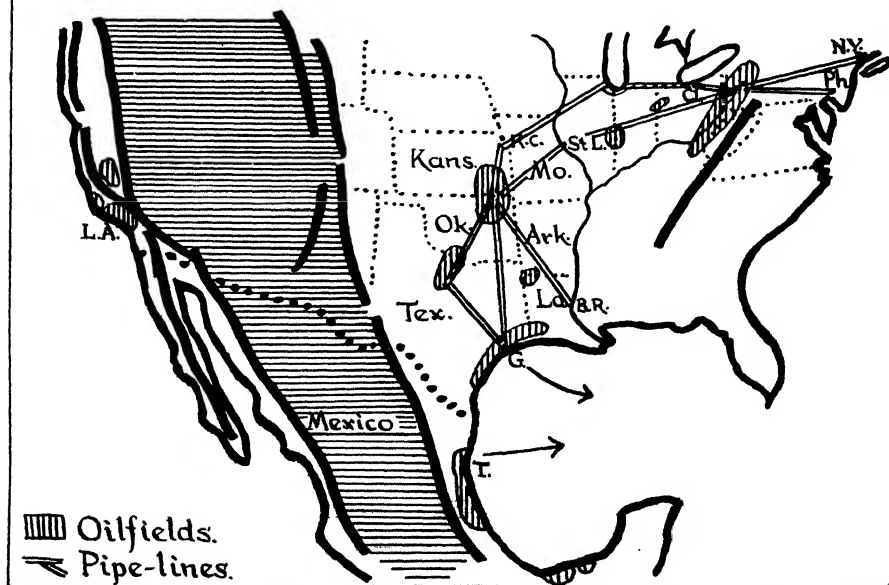 N.Y.
Ph.
Cl.
K.C.
St L.
Kans.
Mo.
L.A.
Ok.
Ark.
Tex.
La.
B.R.
G.
Mexico
T.
Oilfields.
Pipe-lines.